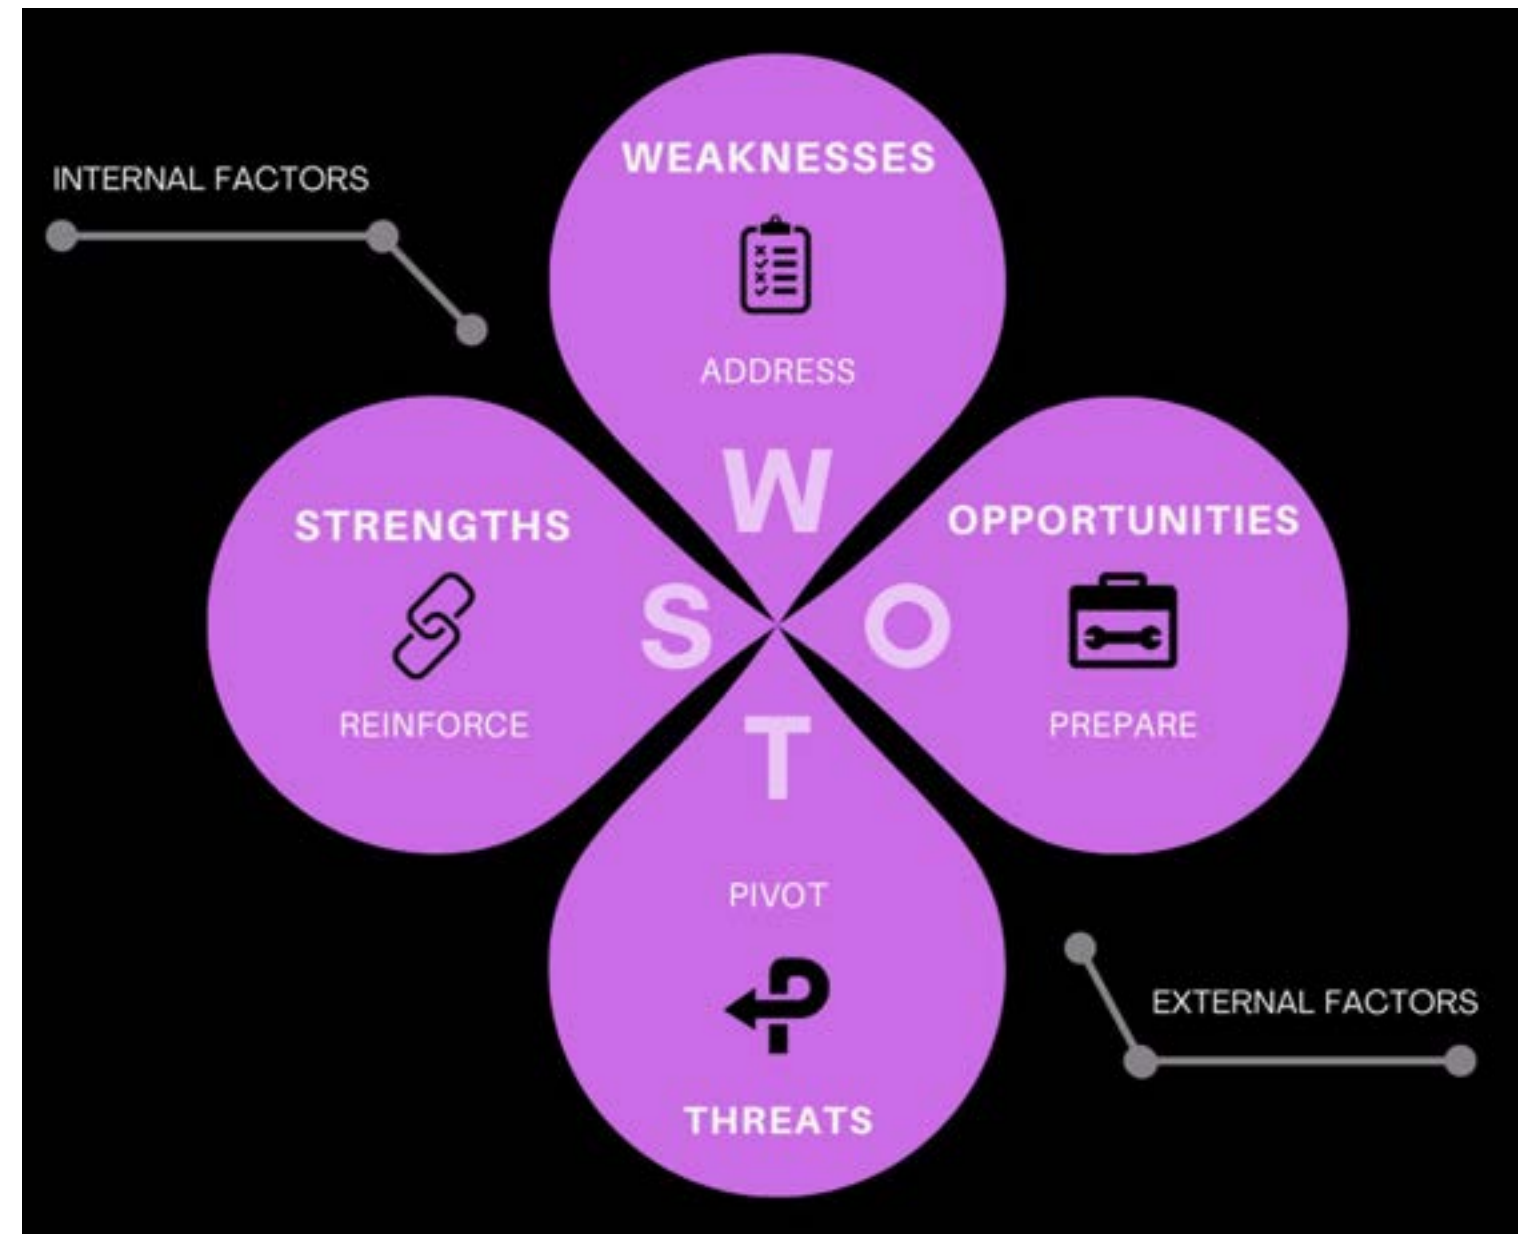 INTERNAL FACTORS
WEAKNESSES
ADDRESS
W
STRENGTHS
REINFORCE
S
OPPORTUNITIES
PREPARE
O
T
PIVOT
THREATS
EXTERNAL FACTORS